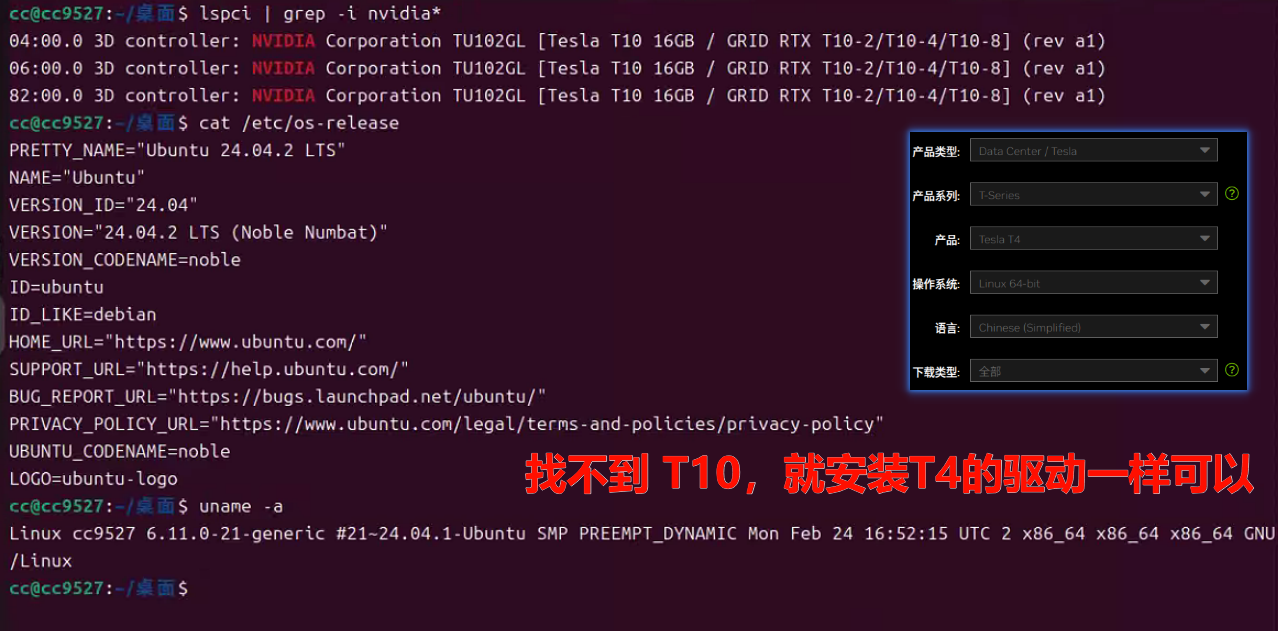 cc@cc9527:~/桌面$ lspci | grep -i nvidia*
04:00.0 3D controller: NVIDIA Corporation TU102GL [Tesla T10 16GB / GRID RTX T10-2/T10-4/T10-8] (rev a1)
06:00.0 3D controller: NVIDIA Corporation TU102GL [Tesla T10 16GB / GRID RTX T10-2/T10-4/T10-8] (rev a1)
82:00.0 3D controller: NVIDIA Corporation TU102GL [Tesla T10 16GB / GRID RTX T10-2/T10-4/T10-8] (rev a1)
cc@cc9527:~/桌面$ cat /etc/os-release
PRETTY_NAME="Ubuntu 24.04.2 LTS"
NAME="Ubuntu"
VERSION_ID="24.04"
VERSION="24.04.2 LTS (Noble Numbat)"
VERSION_CODENAME=noble
ID=ubuntu
ID_LIKE=debian
HOME_URL="https://www.ubuntu.com/"
SUPPORT_URL="https://help.ubuntu.com/"
BUG_REPORT_URL="https://bugs.launchpad.net/ubuntu/"
PRIVACY_POLICY_URL="https://www.ubuntu.com/legal/terms-and-policies/privacy-policy"
UBUNTU_CODENAME=noble
LOGO=ubuntu-logo
cc@cc9527:~/桌面$ uname -a
Linux cc9527 6.11.0-21-generic #21~24.04.1-Ubuntu SMP PREEMPT_DYNAMIC Mon Feb 24 16:52:15 UTC 2 x86_64 x86_64 x86_64 GNU
/Linux
cc@cc9527:~/桌面$
产品类型: Data Center / Tesla
产品系列: T-Series ?
产品: Tesla T4
操作系统: Linux 64-bit
语言: Chinese (Simplified)
下载类型: 全部 ?
找不到 T10，就安装T4的驱动一样可以